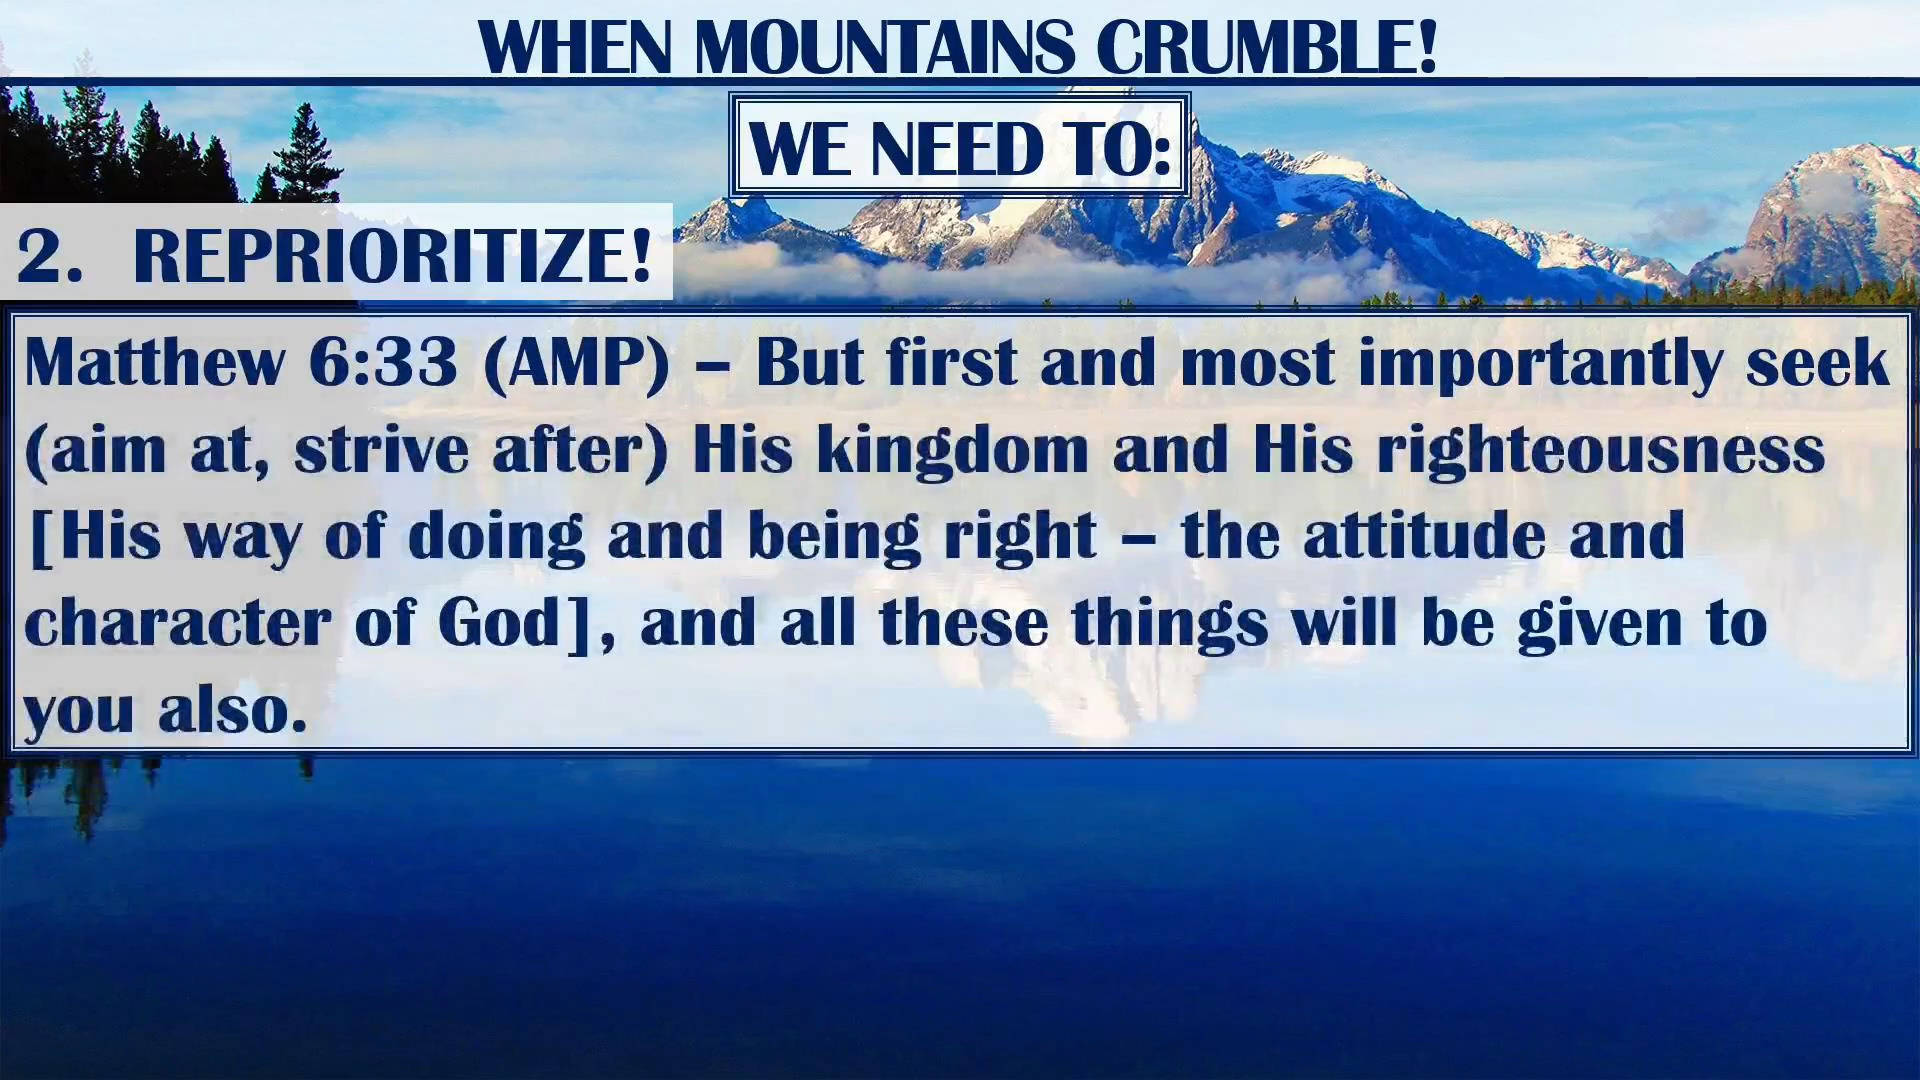 WHEN MOUNTAINS CRUMBLE!
WE NEED TO:
2. REPRIORITIZE!
Matthew 6:33 (AMP) – But first and most importantly seek
(aim at, strive after) His kingdom and His righteousness
[His way of doing and being right – the attitude and
character of God], and all these things will be given to
you also.